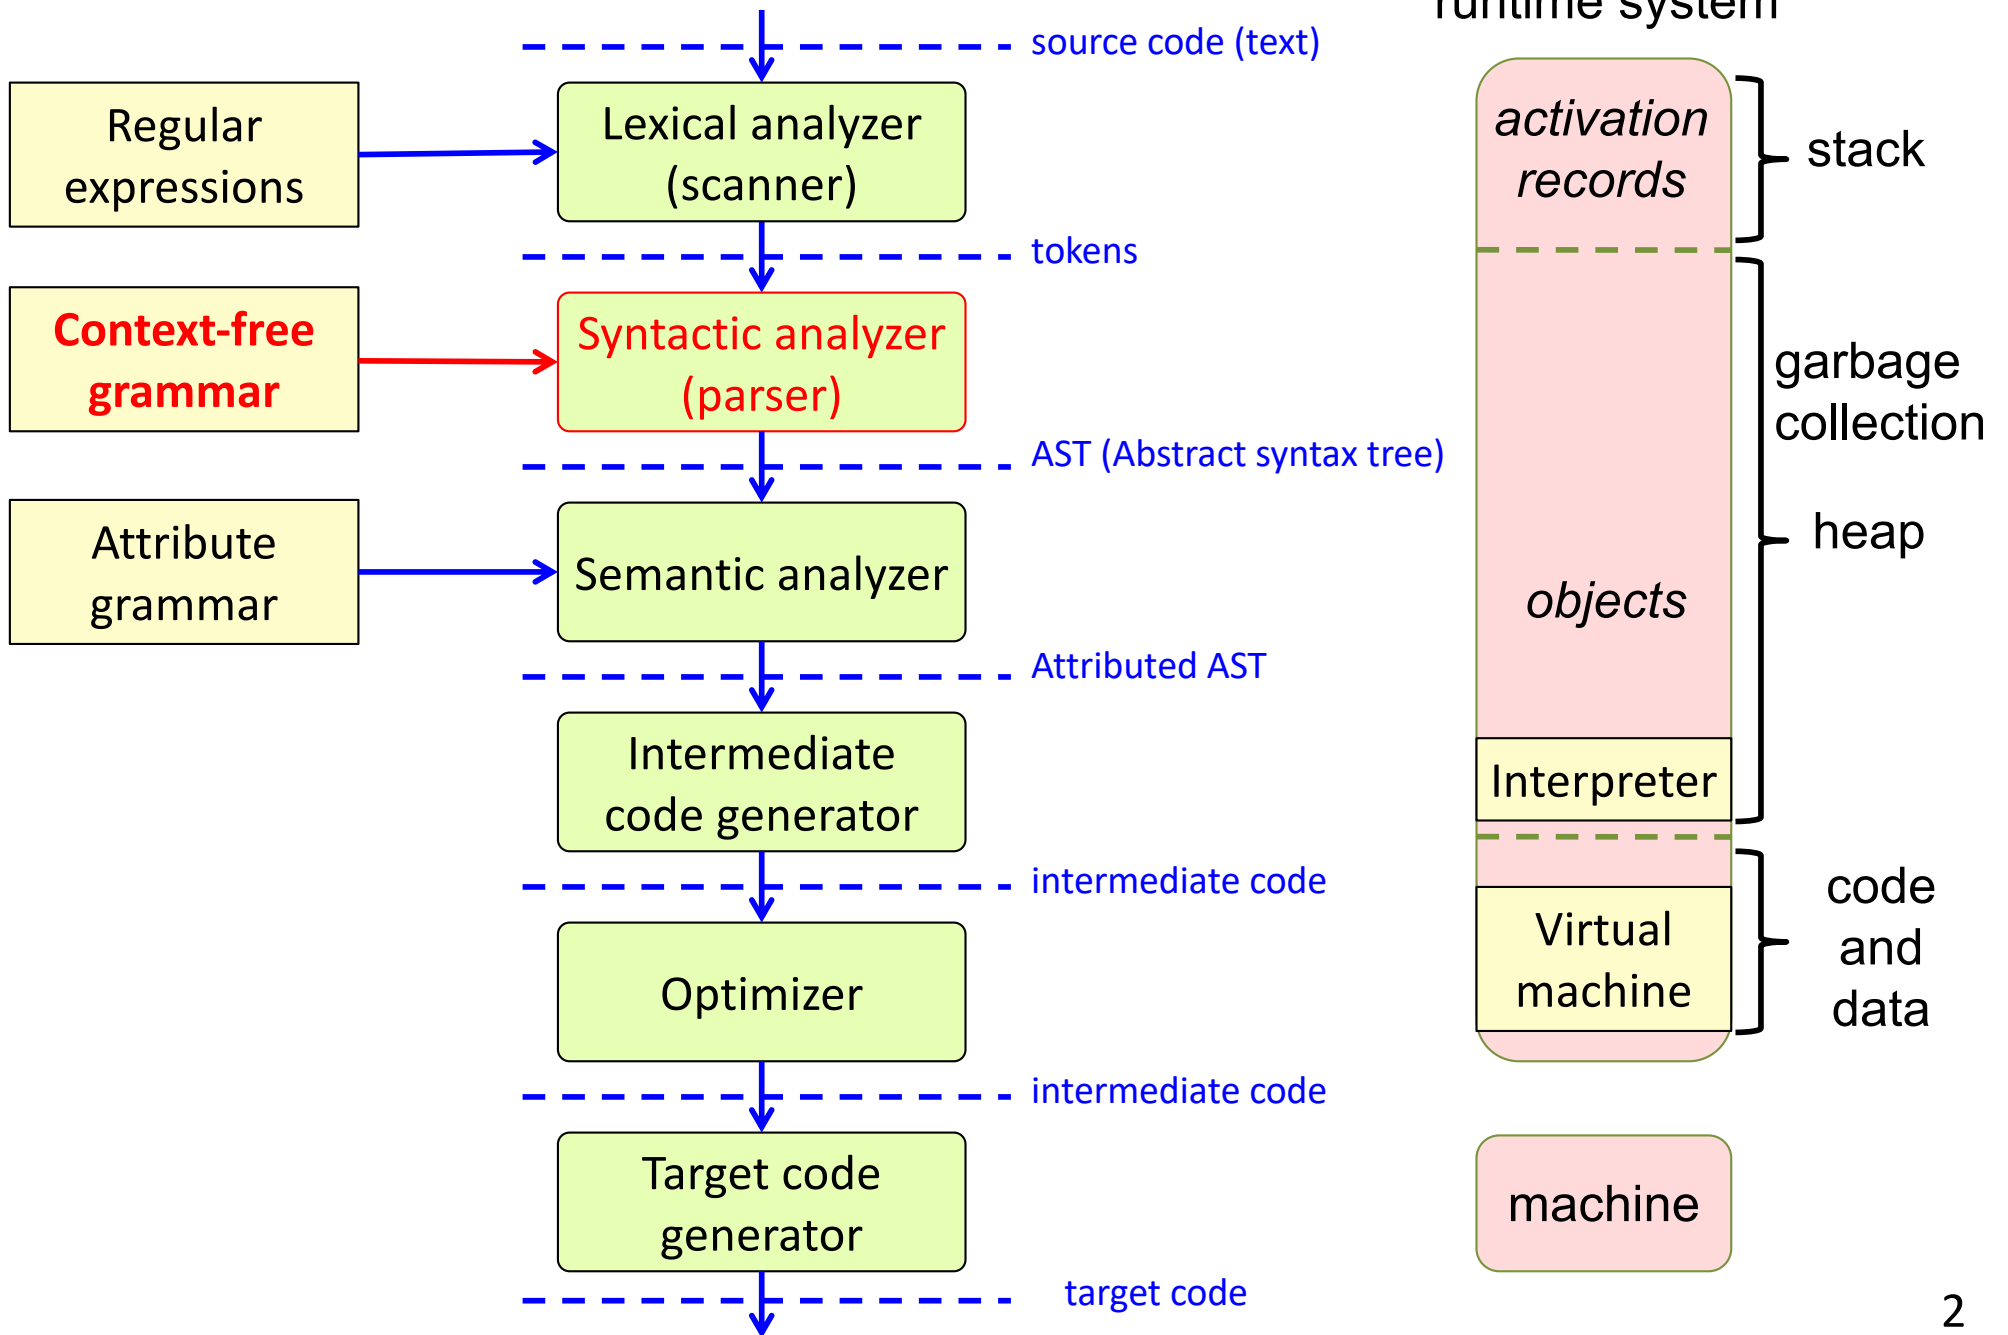 runtime system
source code (text)
Regular
expressions
Lexical analyzer
(scanner)
tokens
Context-free
grammar
Syntactic analyzer
(parser)
AST (Abstract syntax tree)
Attribute
grammar
Semantic analyzer
Attributed AST
Intermediate
code generator
intermediate code
Optimizer
intermediate code
Target code
generator
target code
activation
records
stack
garbage
collection
heap
objects
Interpreter
Virtual
machine
code
and
data
machine
2